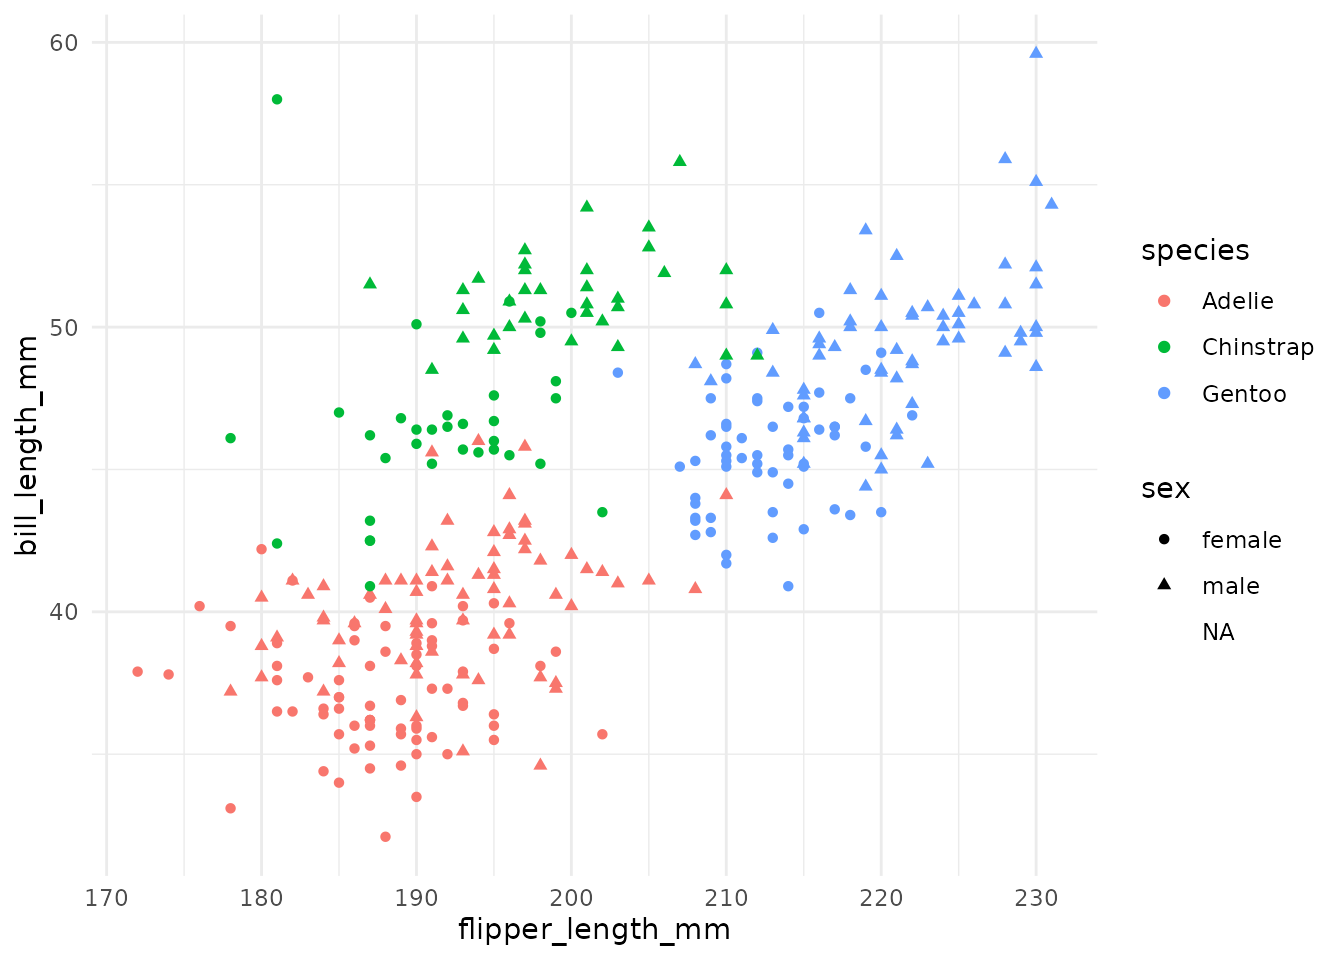 60
50
40
bill_length_mm
170 180 190 200 210 220 230
flipper_length_mm
species
Adelie
Chinstrap
Gentoo
sex
female
male
NA